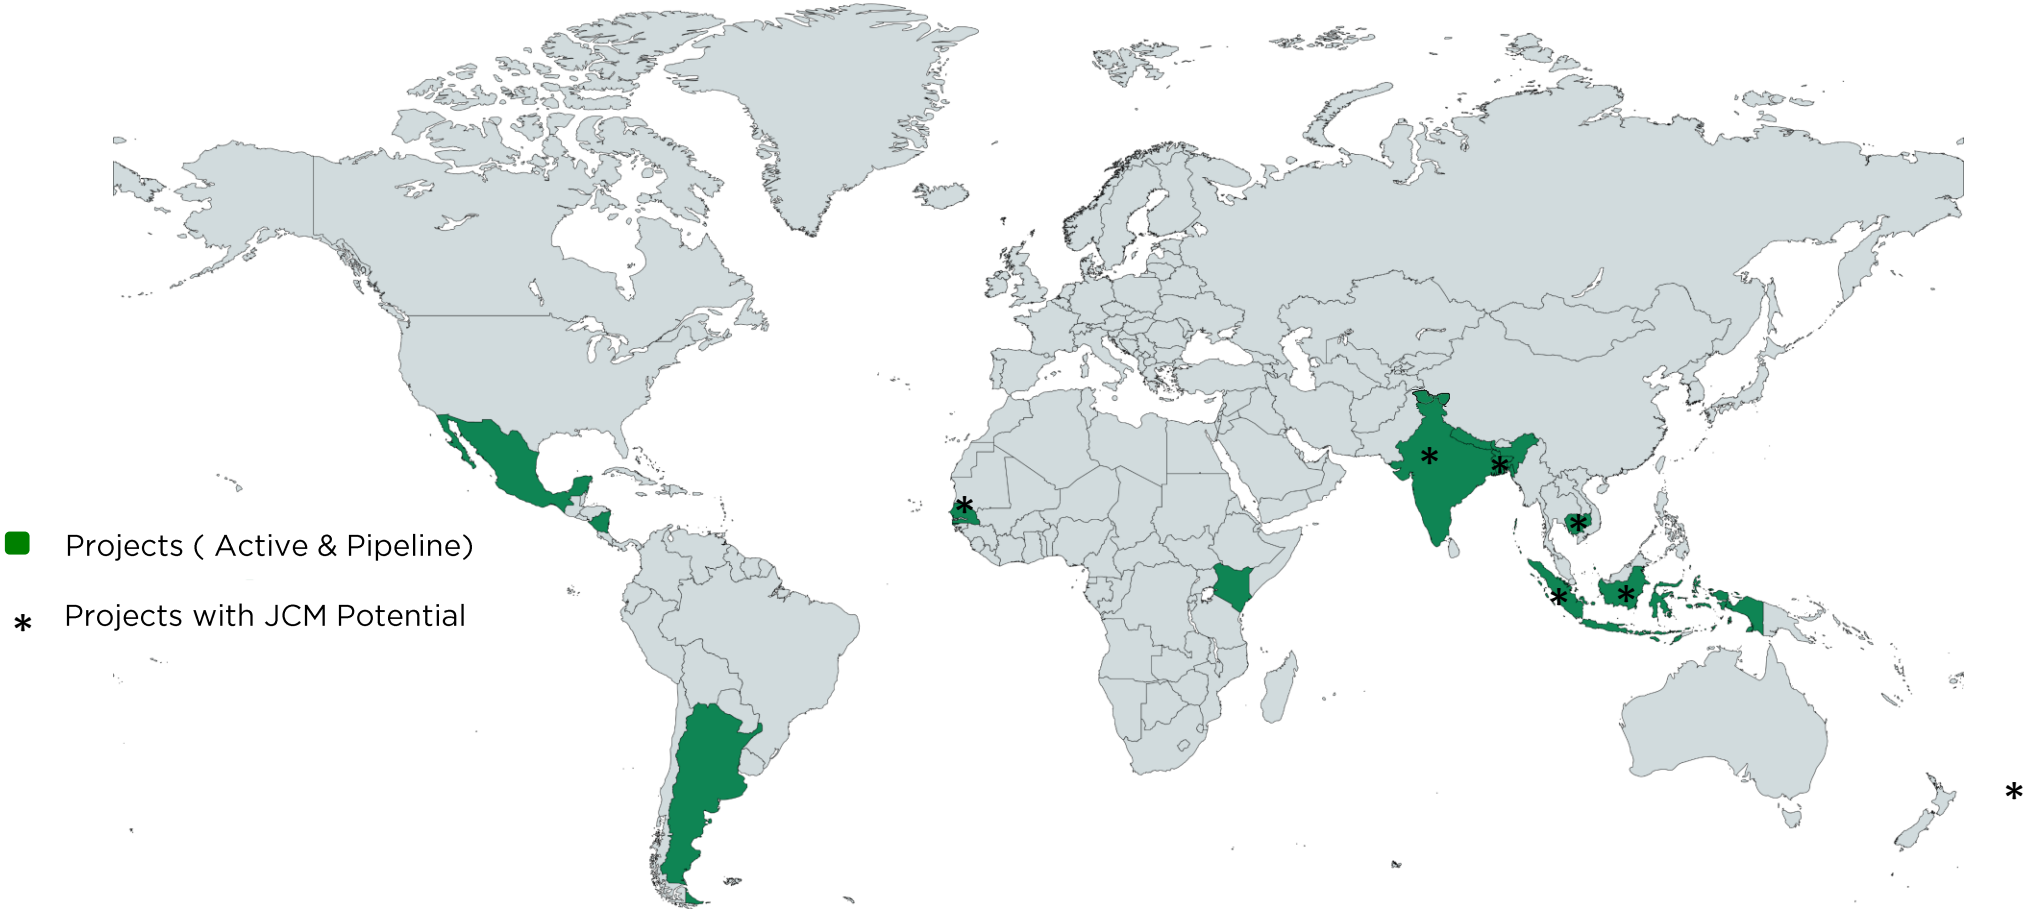 Projects ( Active & Pipeline)
* Projects with JCM Potential